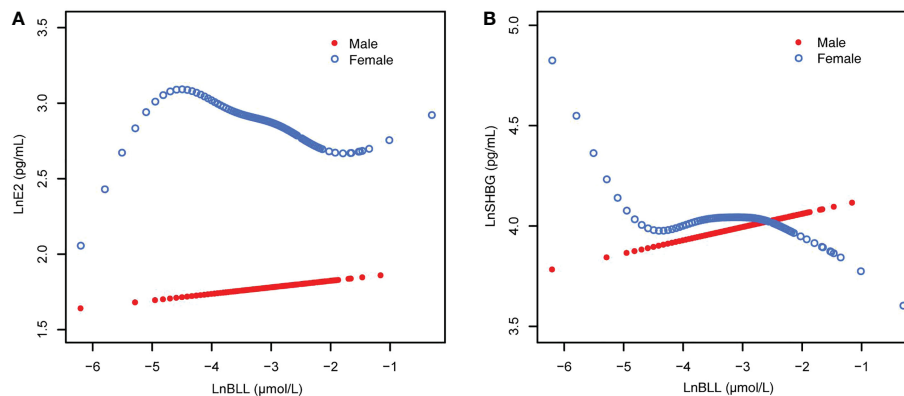 A
3.5
3.0
2.5
2.0
1.5
LnE2 (pg/mL)
Male
Female
−6 −5 −4 −3 −2 −1
LnBLL (μmol/L)
B
5.0
4.5
4.0
3.5
LnSHBG (pg/mL)
Male
Female
−6 −5 −4 −3 −2 −1
LnBLL (μmol/L)